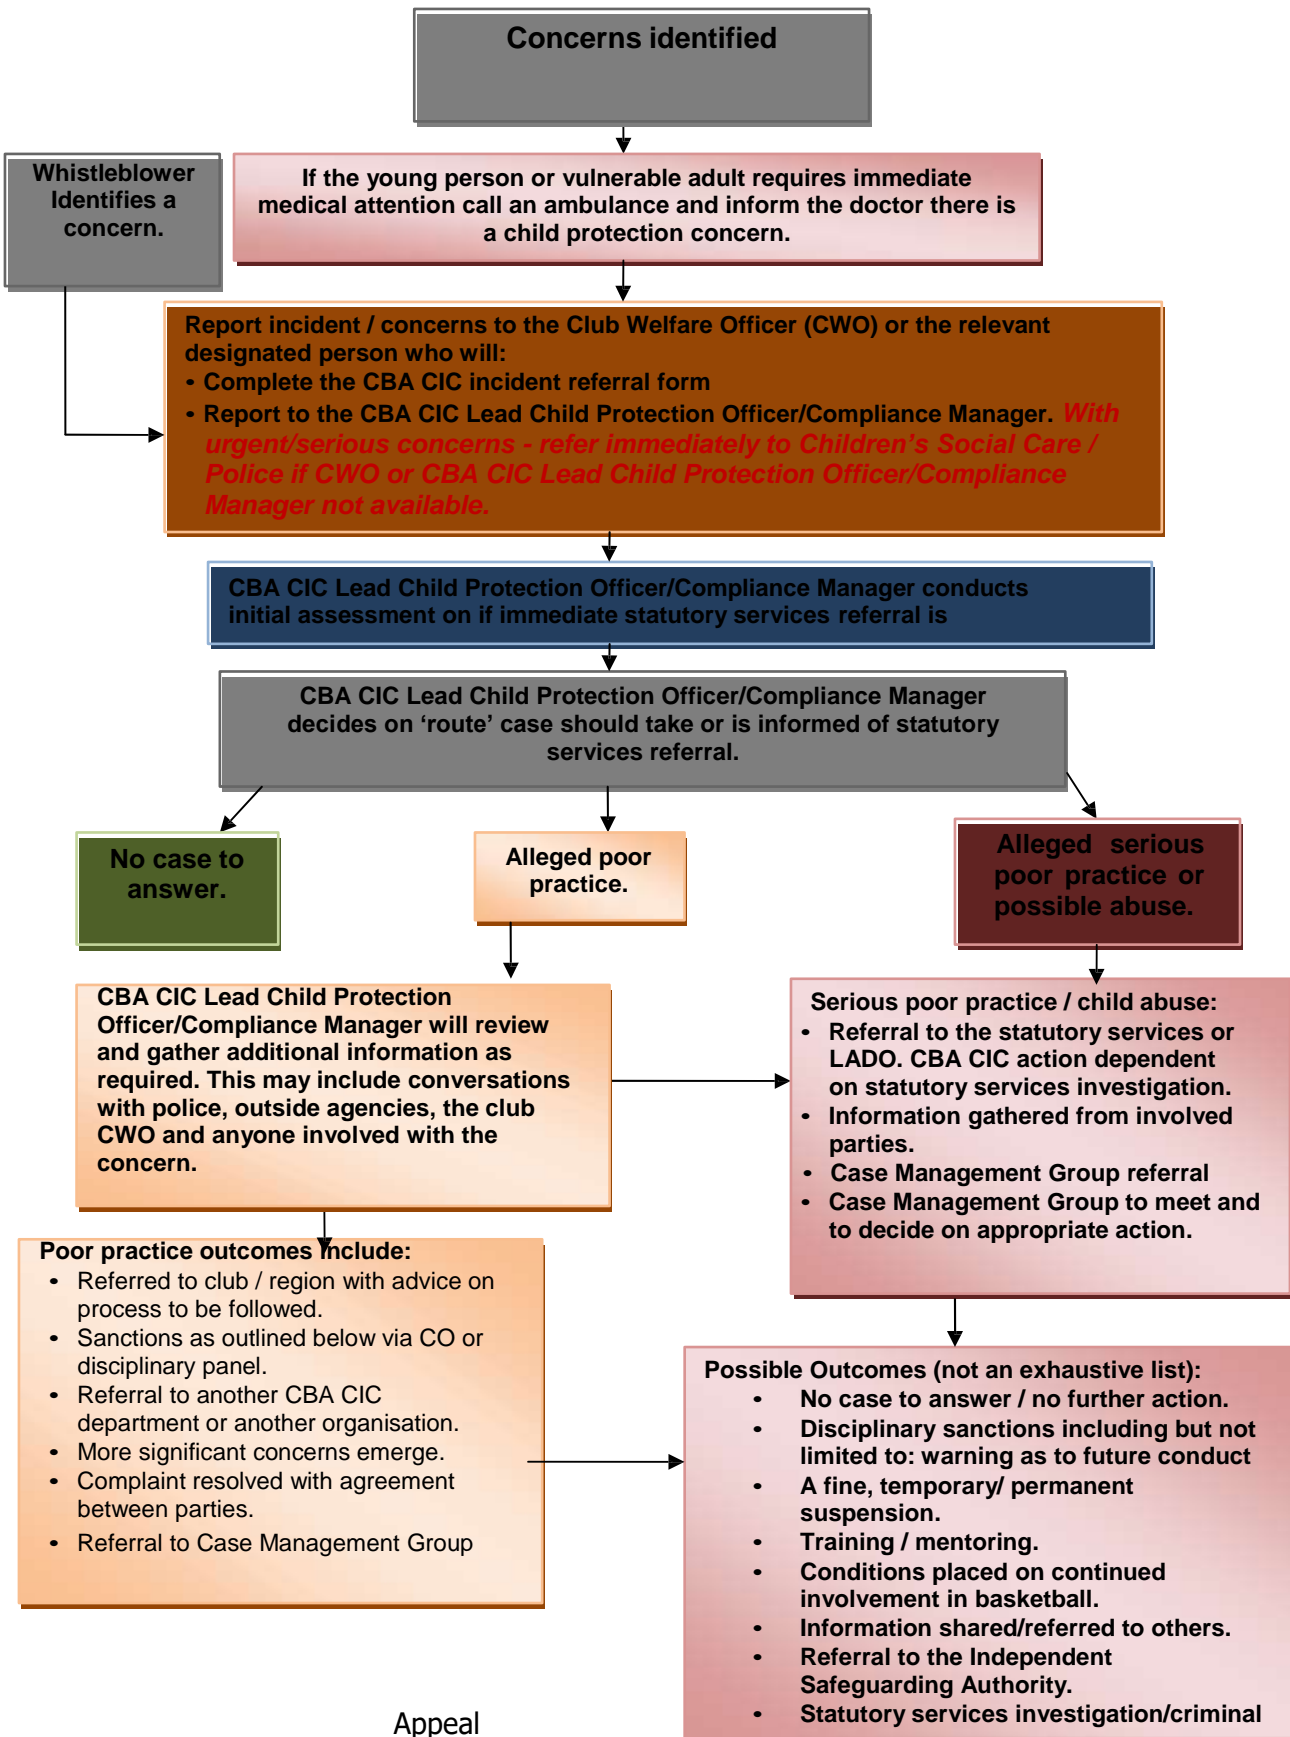 Concerns identified
Whistleblower
Identifies a
concern.
If the young person or vulnerable adult requires immediate
medical attention call an ambulance and inform the doctor there is
a child protection concern.
Report incident / concerns to the Club Welfare Officer (CWO) or the relevant
designated person who will:
• Complete the CBA CIC incident referral form
• Report to the CBA CIC Lead Child Protection Officer/Compliance Manager. With
urgent/serious concerns - refer immediately to Children's Social Care /
Police if CWO or CBA CIC Lead Child Protection Officer/Compliance
Manager not available.
CBA CIC Lead Child Protection Officer/Compliance Manager conducts
initial assessment on if immediate statutory services referral is
CBA CIC Lead Child Protection Officer/Compliance Manager
decides on ‘route’ case should take or is informed of statutory
services referral.
No case to
answer.
Alleged poor
practice.
Alleged serious
poor practice or
possible abuse.
CBA CIC Lead Child Protection
Officer/Compliance Manager will review
and gather additional information as
required. This may include conversations
with police, outside agencies, the club
CWO and anyone involved with the
concern.
Serious poor practice / child abuse:
• Referral to the statutory services or
LADO. CBA CIC action dependent
on statutory services investigation.
• Information gathered from involved
parties.
• Case Management Group referral
• Case Management Group to meet and
to decide on appropriate action.
Poor practice outcomes include:
• Referred to club / region with advice on
process to be followed.
• Sanctions as outlined below via CO or
disciplinary panel.
• Referral to another CBA CIC
department or another organisation.
• More significant concerns emerge.
• Complaint resolved with agreement
between parties.
• Referral to Case Management Group
Possible Outcomes (not an exhaustive list):
• No case to answer / no further action.
• Disciplinary sanctions including but not
limited to: warning as to future conduct
• A fine, temporary/ permanent
suspension.
• Training / mentoring.
• Conditions placed on continued
involvement in basketball.
• Information shared/referred to others.
• Referral to the Independent
Safeguarding Authority.
• Statutory services investigation/criminal
Appeal